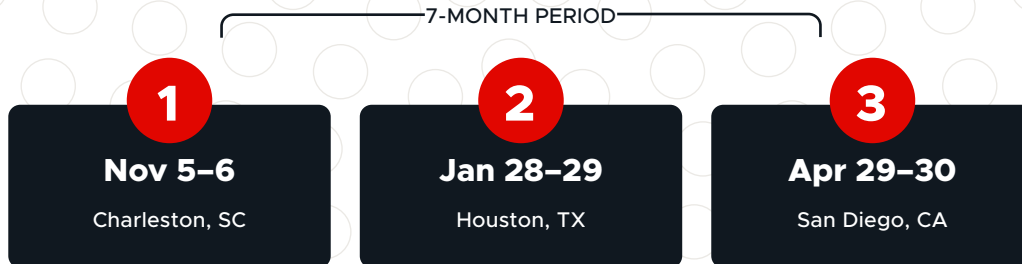 7-MONTH PERIOD
1
Nov 5–6
Charleston, SC
2
Jan 28–29
Houston, TX
3
Apr 29–30
San Diego, CA